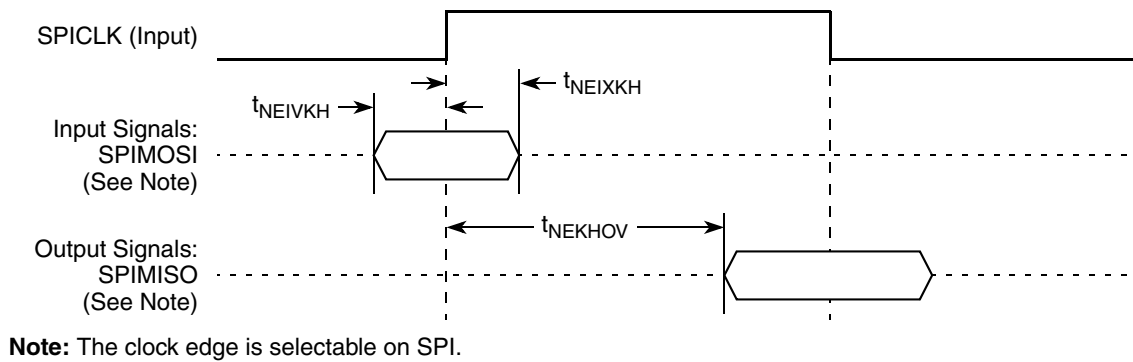 SPICLK (Input)
tNEIXKH
tNEIVKH
Input Signals:
SPIMOSI
(See Note)
tNEKHOV
Output Signals:
SPIMISO
(See Note)
Note: The clock edge is selectable on SPI.